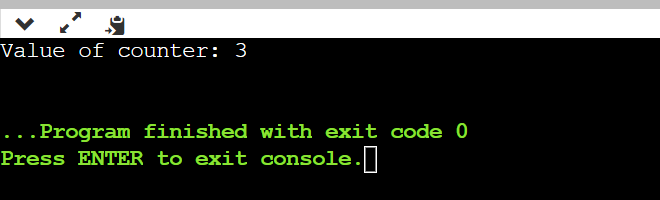 Value of counter: 3
...Program finished with exit code 0
Press ENTER to exit console.